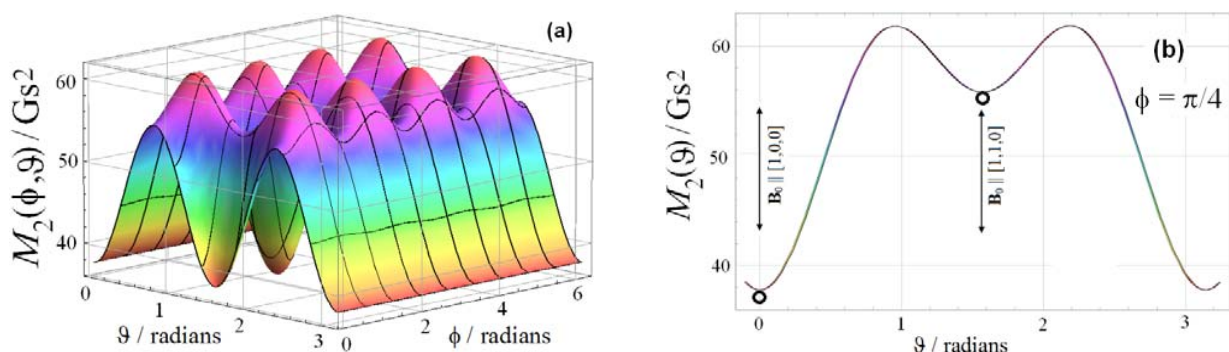 (a)
M₂(ϕ,ϑ) / Gs²
60
50
40
0
1
2
3
ϑ / radians
0
2
4
6
ϕ / radians
(b)
M₂(ϑ) / Gs²
60
50
40
ϕ = π/4
B₀ || [1,0,0]
B₀ || [1,1,0]
0
1
2
3
ϑ / radians